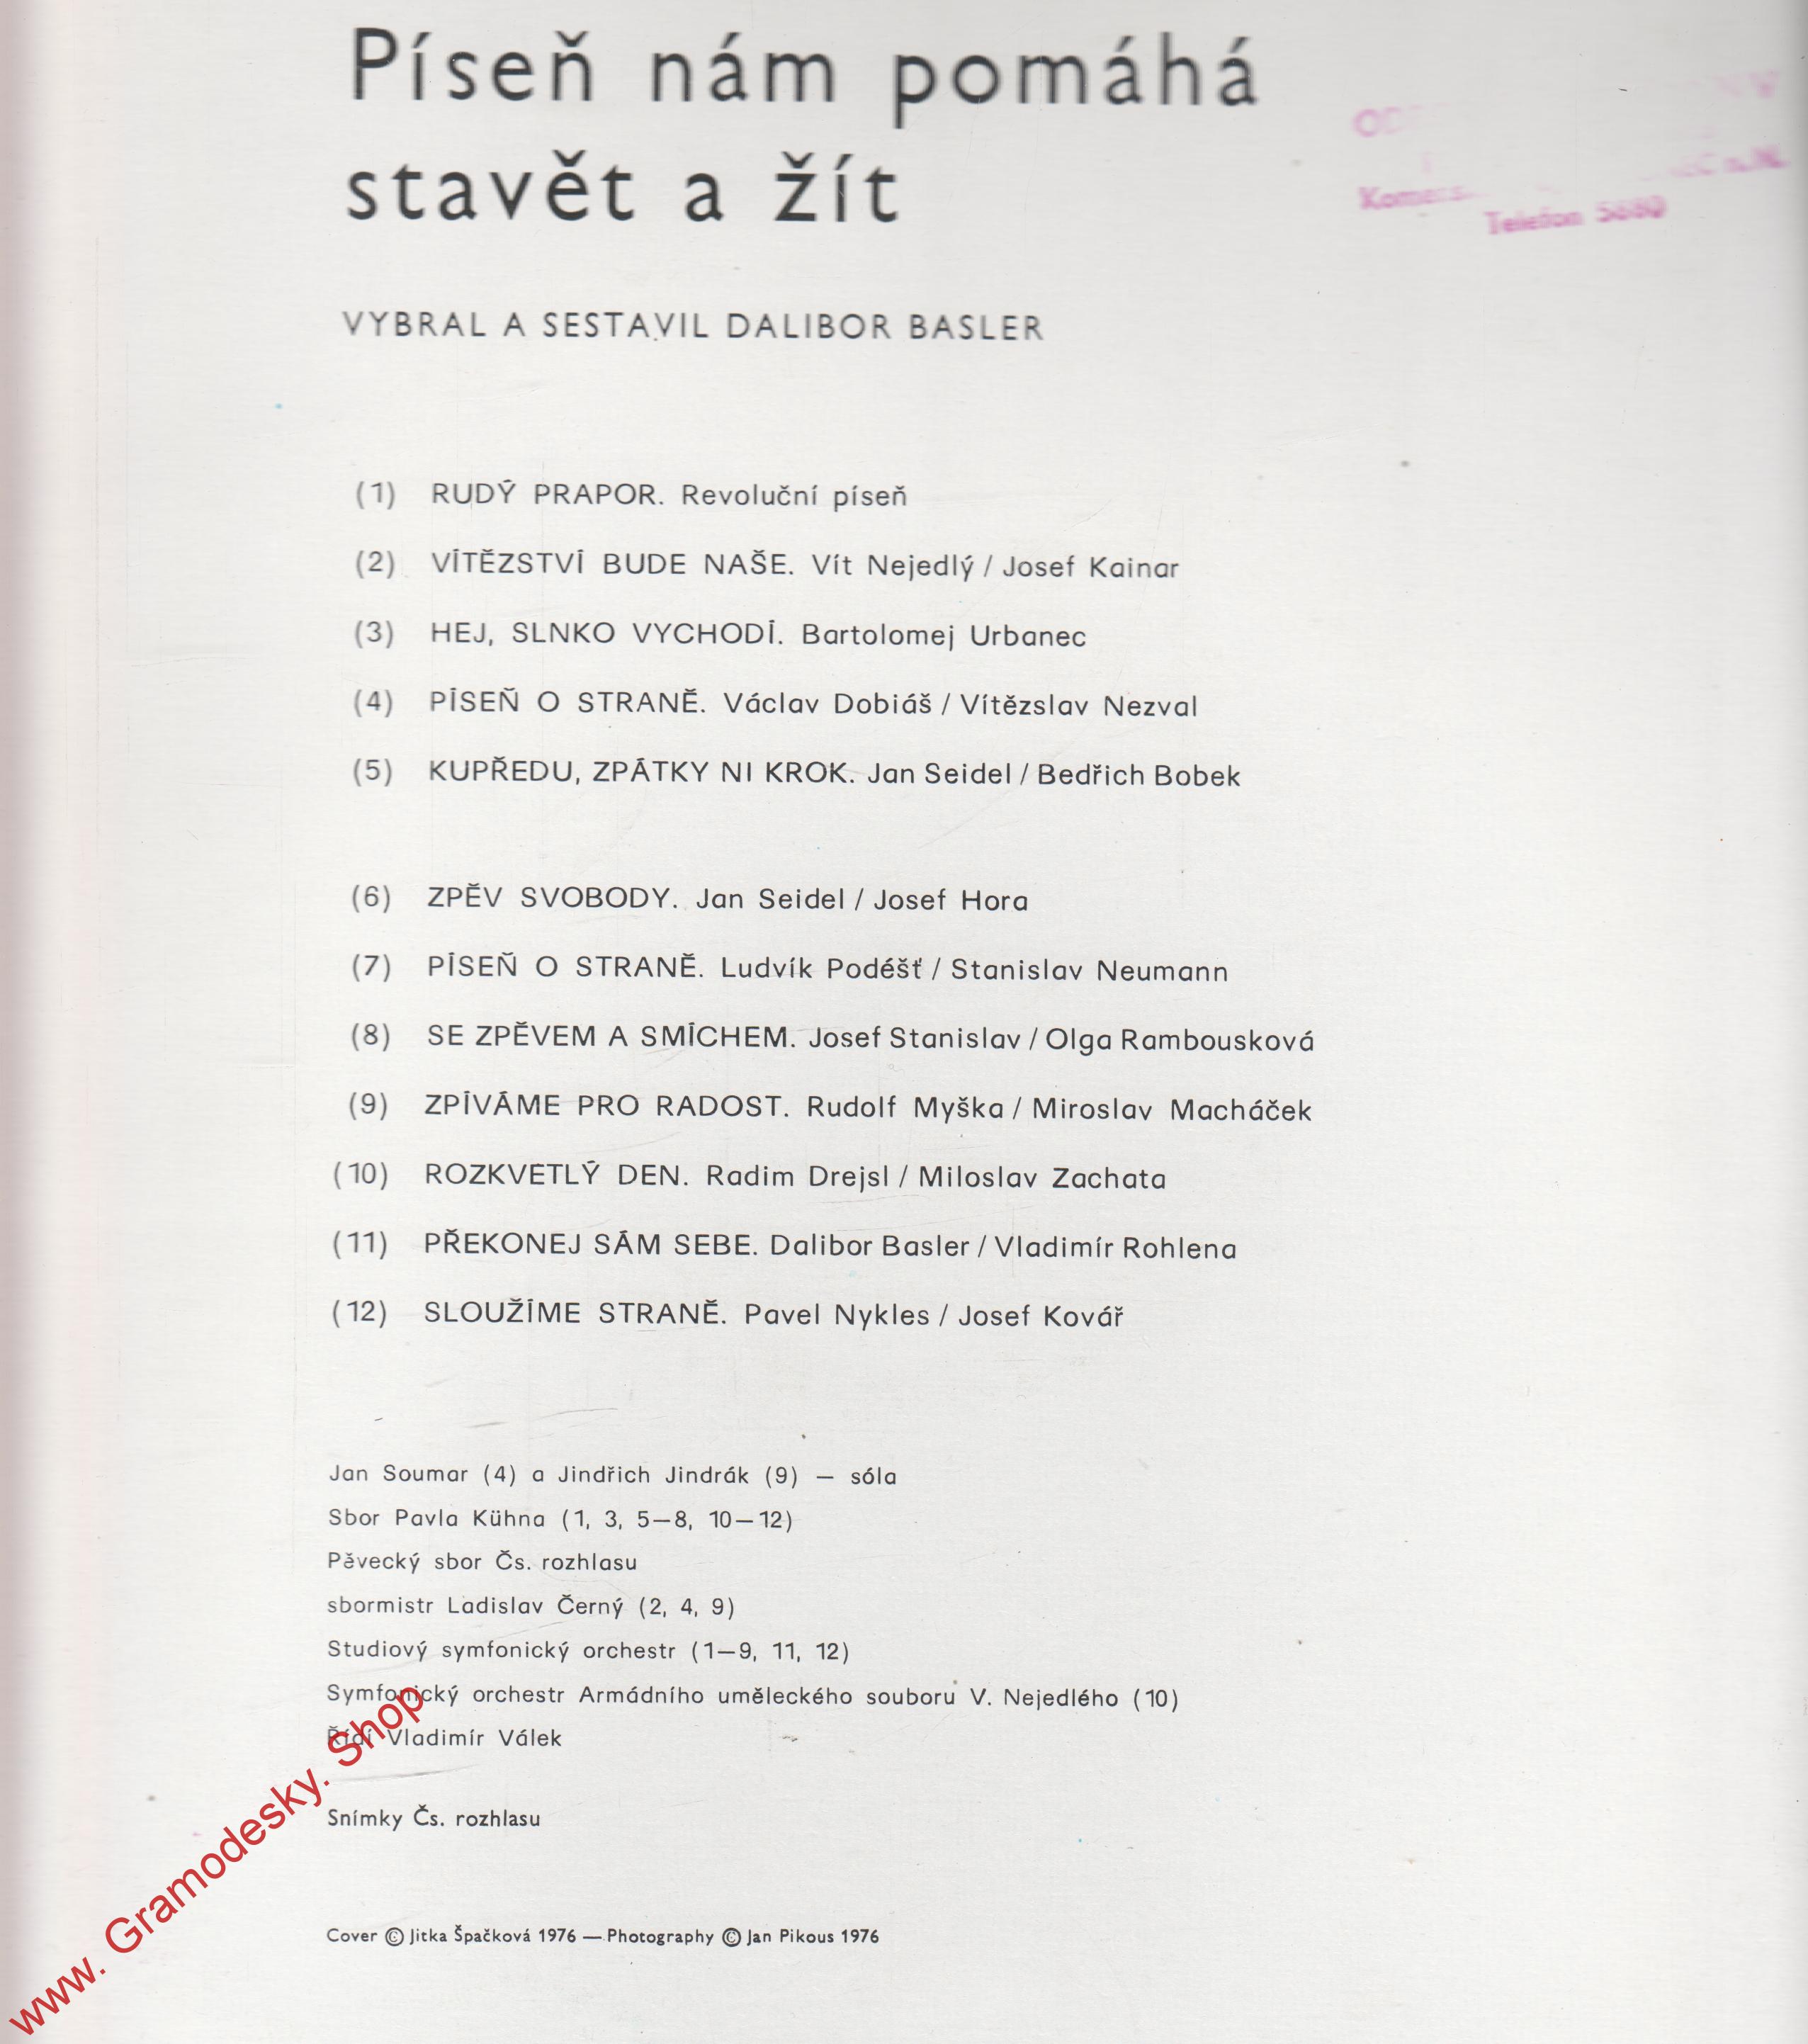 Píseň nám pomáhá
stavět a žít
Telefon
VYBRAL A SESTAVIL DALIBOR BASLER
(1) RUDÝ PRAPOR. Revoluční píseň
(2) VÍTĚZSTVÍ BUDE NAŠE. Vít Nejedlý / Josef Kainar
(3) HEJ, SLNKO VYCHODÍ. Bartolomej Urbanec
(4) PÍSEŇ O STRANĚ. Václav Dobiáš / Vítězslav Nezval
(5) KUPŘEDU, ZPÁTKY NI KROK. Jan Seidel / Bedřich Bobek
(6) ZPĚV SVOBODY. Jan Seidel / Josef Hora
(7) PÍSEŇ O STRANĚ. Ludvík Podéšť / Stanislav Neumann
(8) SE ZPĚVEM A SMÍCHEM. Josef Stanislav / Olga Rambousková
(9) ZPÍVÁME PRO RADOST. Rudolf Myška / Miroslav Macháček
(10) ROZKVETLÝ DEN. Radim Drejsl / Miloslav Zachata
(11) PŘEKONEJ SÁM SEBE. Dalibor Basler / Vladimír Rohlena
(12) SLOUŽÍME STRANĚ. Pavel Nykles / Josef Kovář
Jan Soumar (4) a Jindřich Jindrák (9) — sóla
Sbor Pavla Kühna (1, 3, 5—8, 10—12)
Pěvecký sbor Čs. rozhlasu
sbormistr Ladislav Černý (2, 4, 9)
Studiový symfonický orchestr (1—9, 11, 12)
Symfonický orchestr Armádního uměleckého souboru V. Nejedlého (10)
Řídí Vladimír Válek
Snímky Čs. rozhlasu
Cover © Jitka Špačková 1976 — Photography © Jan Pikous 1976
www. Gramodesky. Shop